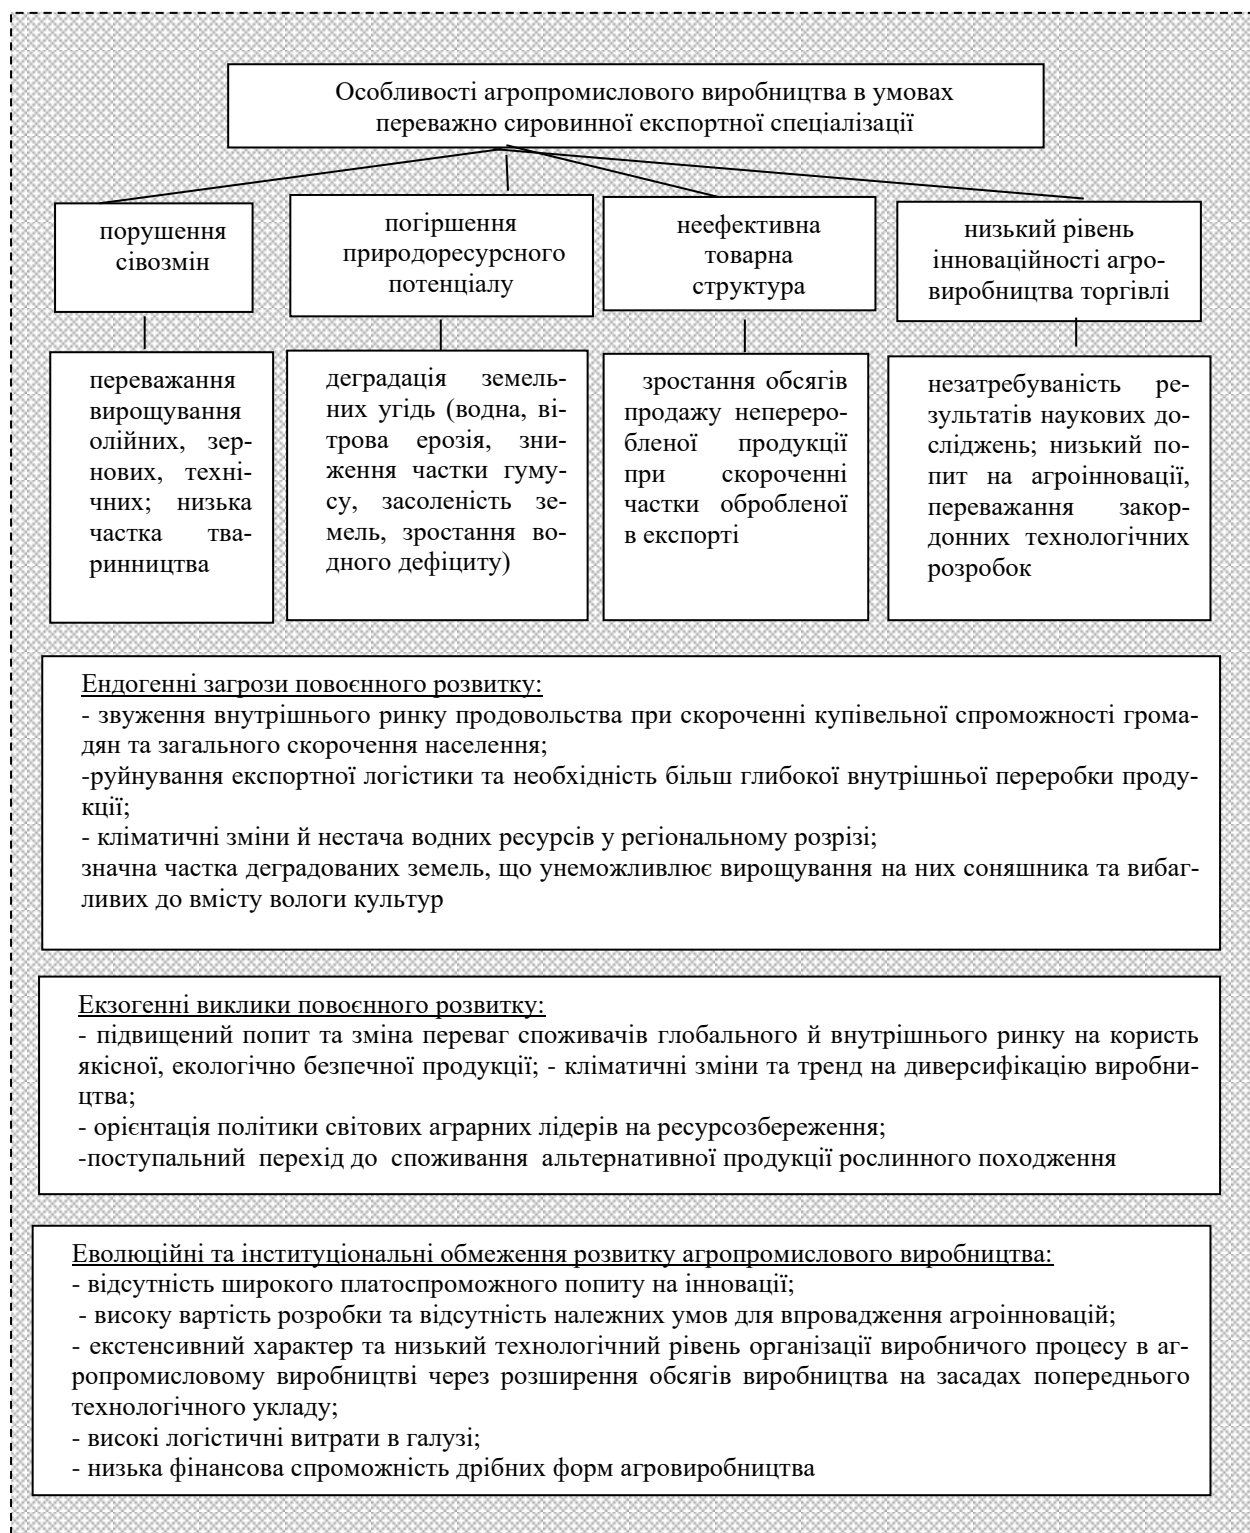 Особливості агропромислового виробництва в умовах
переважно сировинної експортної спеціалізації
порушення
сівозмін
погіршення
природоресурсного
потенціалу
неефективна
товарна
структура
низький рівень
інноваційності агро-
виробництва торгівлі
переважання
вирощування
олійних, зер-
нових, техні-
чних; низька
частка тва-
ринництва
деградація земель-
них угідь (водна, ві-
трова ерозія, зни-
ження частки гуму-
су, засоленість зе-
мель, зростання во-
дного дефіциту)
зростання обсягів
продажу неперероб-
бленої продукції
при скороченні
частки обробленої
в експорті
незатребуваність ре-
зультатів наукових до-
сліджень; низький по-
пит на агроінновації,
переважання закор-
донних технологічних
розробок
Ендогенні загрози повоєнного розвитку:
- звуження внутрішнього ринку продовольства при скороченні купівельної спроможності грома-
дян та загального скорочення населення;
-руйнування експортної логістики та необхідність більш глибокої внутрішньої переробки проду-
кції;
- кліматичні зміни й нестача водних ресурсів у регіональному розрізі;
значна частка деградованих земель, що унеможливлює вирощування на них соняшника та вибаг-
ливих до вмісту вологи культур
Екзогенні виклики повоєнного розвитку:
- підвищений попит та зміна переваг споживачів глобального й внутрішнього ринку на користь
якісної, екологічно безпечної продукції; - кліматичні зміни та тренд на диверсифікацію виробни-
цтва;
- орієнтація політики світових аграрних лідерів на ресурсозбереження;
-поступальний перехід до споживання альтернативної продукції рослинного походження
Еволюційні та інституціональні обмеження розвитку агропромислового виробництва:
- відсутність широкого платоспроможного попиту на інновації;
- високу вартість розробки та відсутність належних умов для впровадження агроінновацій;
- екстенсивний характер та низький технологічний рівень організації виробничого процесу в аг-
ропромисловому виробництві через розширення обсягів виробництва на засадах попереднього
технологічного укладу;
- високі логістичні витрати в галузі;
- низька фінансова спроможність дрібних форм агровиробництва